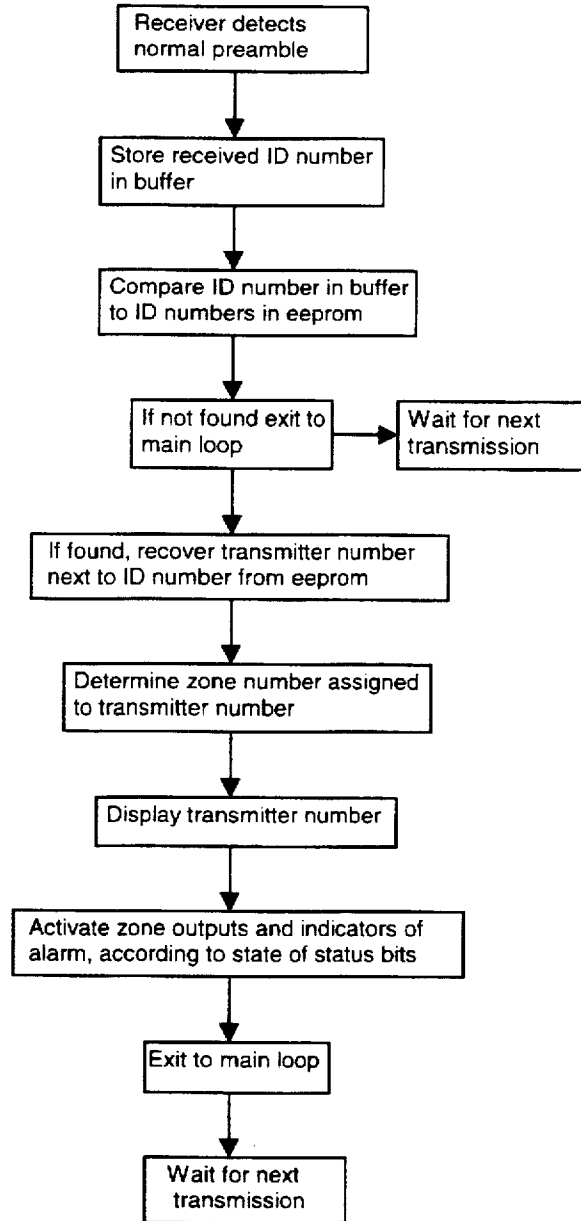 Receiver detects
normal preamble
Store received ID number
in buffer
Compare ID number in buffer
to ID numbers in eeprom
If not found exit to
main loop
Wait for next
transmission
If found, recover transmitter number
next to ID number from eeprom
Determine zone number assigned
to transmitter number
Display transmitter number
Activate zone outputs and indicators of
alarm, according to state of status bits
Exit to main loop
Wait for next
transmission